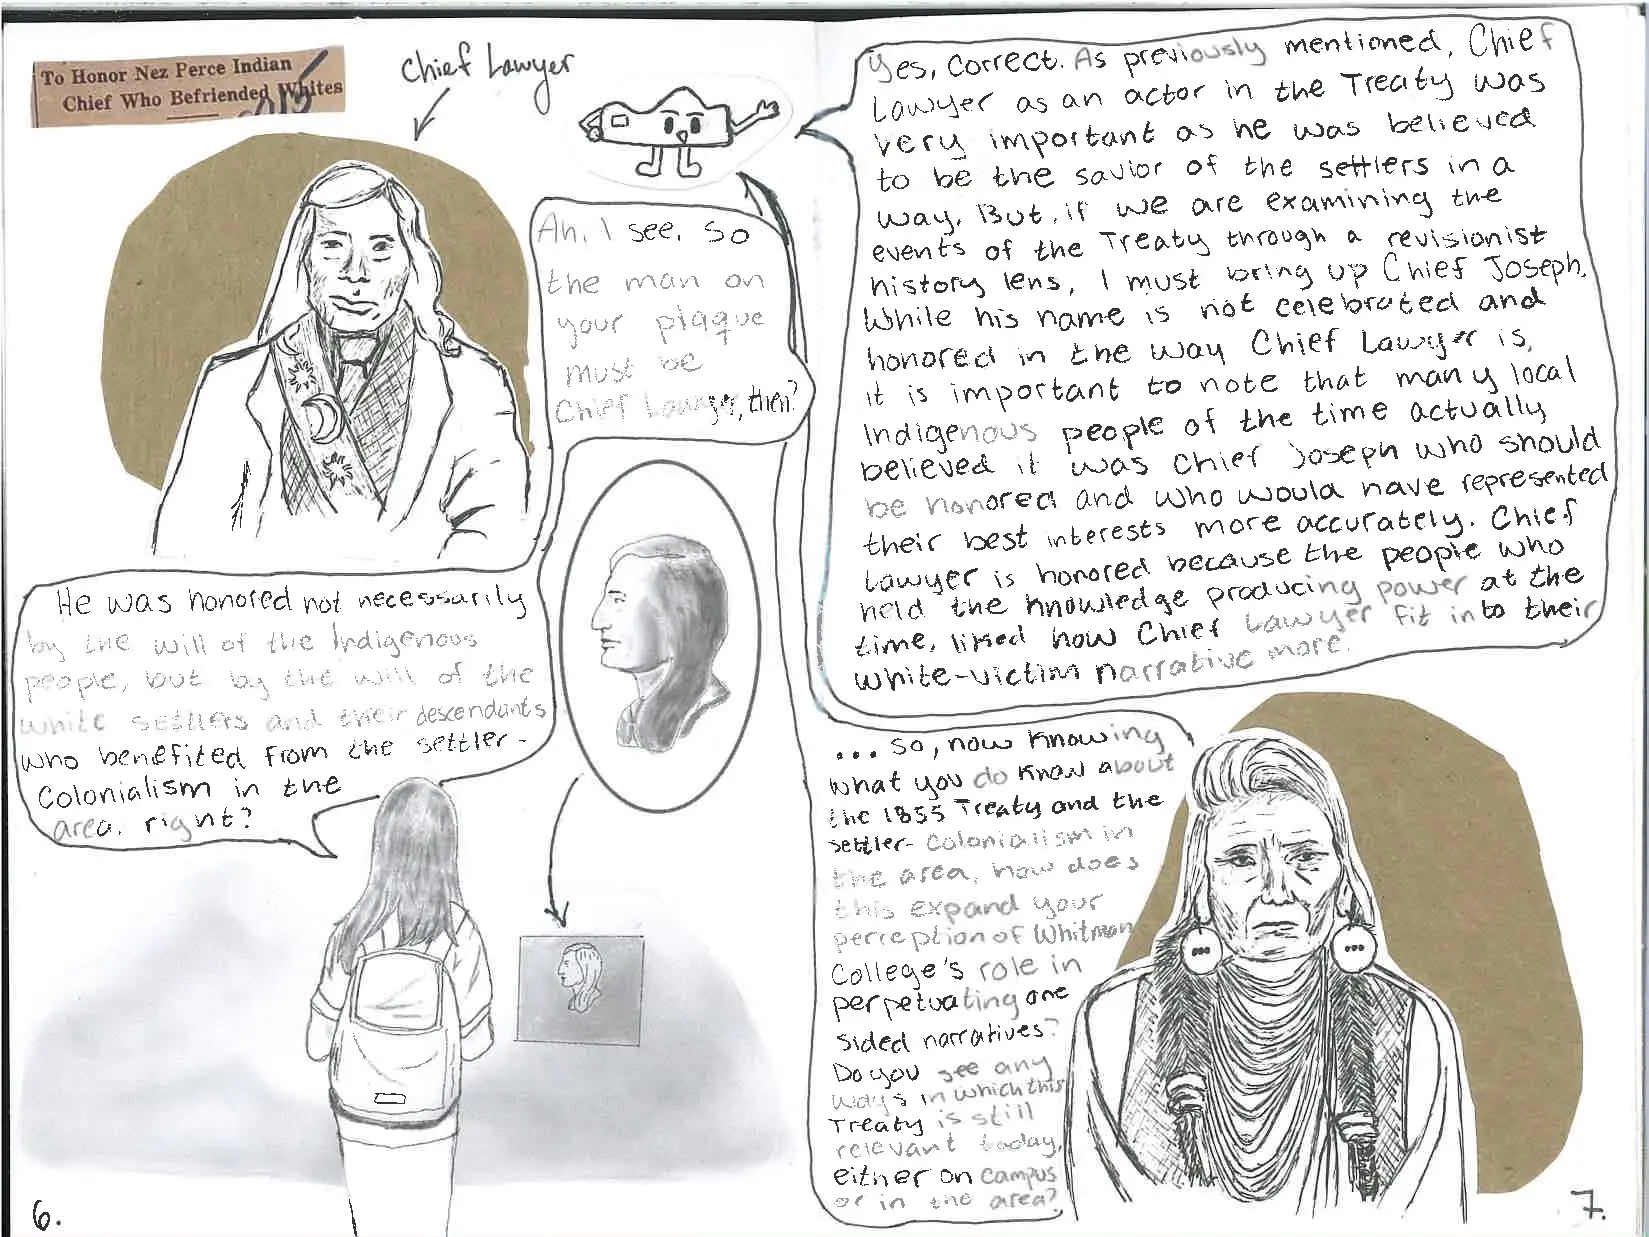 To Honor Nez Perce Indian
Chief Who Befriended Whites
Chief Lawyer
Ah, I see, so
the man on
your plaque
must be
Chief Lawyer, then?
He was honored not necessarily
by the will of the Indigenous
people, but by the will of the
white settlers and their descendants
who benefited from the settler-
Colonialism in the
area, right?
6.
Yes, Correct. As previously mentioned, Chief
Lawyer as an actor in the Treaty was
very important as he was believed
to be the savior of the settlers in a
way. But, if we are examining the
events of the Treaty through a revisionist
history lens, I must bring up Chief Joseph.
While his name is not celebrated and
honored in the way Chief Lawyer is,
it is important to note that many local
Indigenous people of the time actually
believed it was Chief Joseph who should
be honored and who would have represented
their best interests more accurately. Chief
Lawyer is honored because the people who
held the knowledge producing power at the
time, liked how Chief Lawyer fit into their
white-victim narrative more.
... So, now knowing
what you do know about
the 1855 Treaty and the
settler- Colonialism in
the area, how does
this expand your
perception of Whitman
College's role in
perpetuating one
sided narratives?
Do you see any
ways in which this
Treaty is still
relevant today,
either on campus
or in the area?
7.